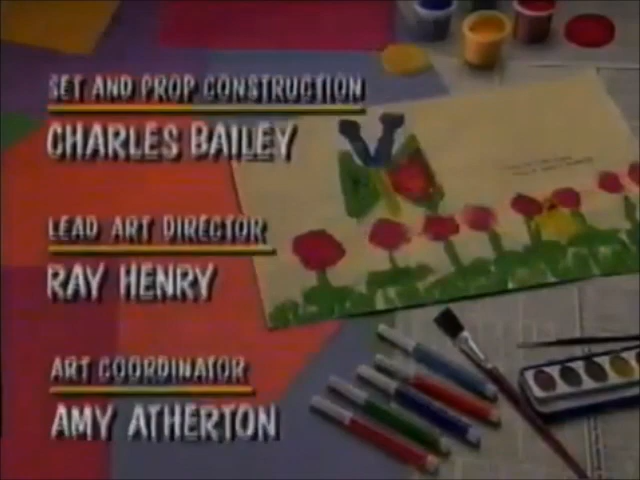 SET AND PROP CONSTRUCTION
CHARLES BAILEY
LEAD ART DIRECTOR
RAY HENRY
ART COORDINATOR
AMY ATHERTON